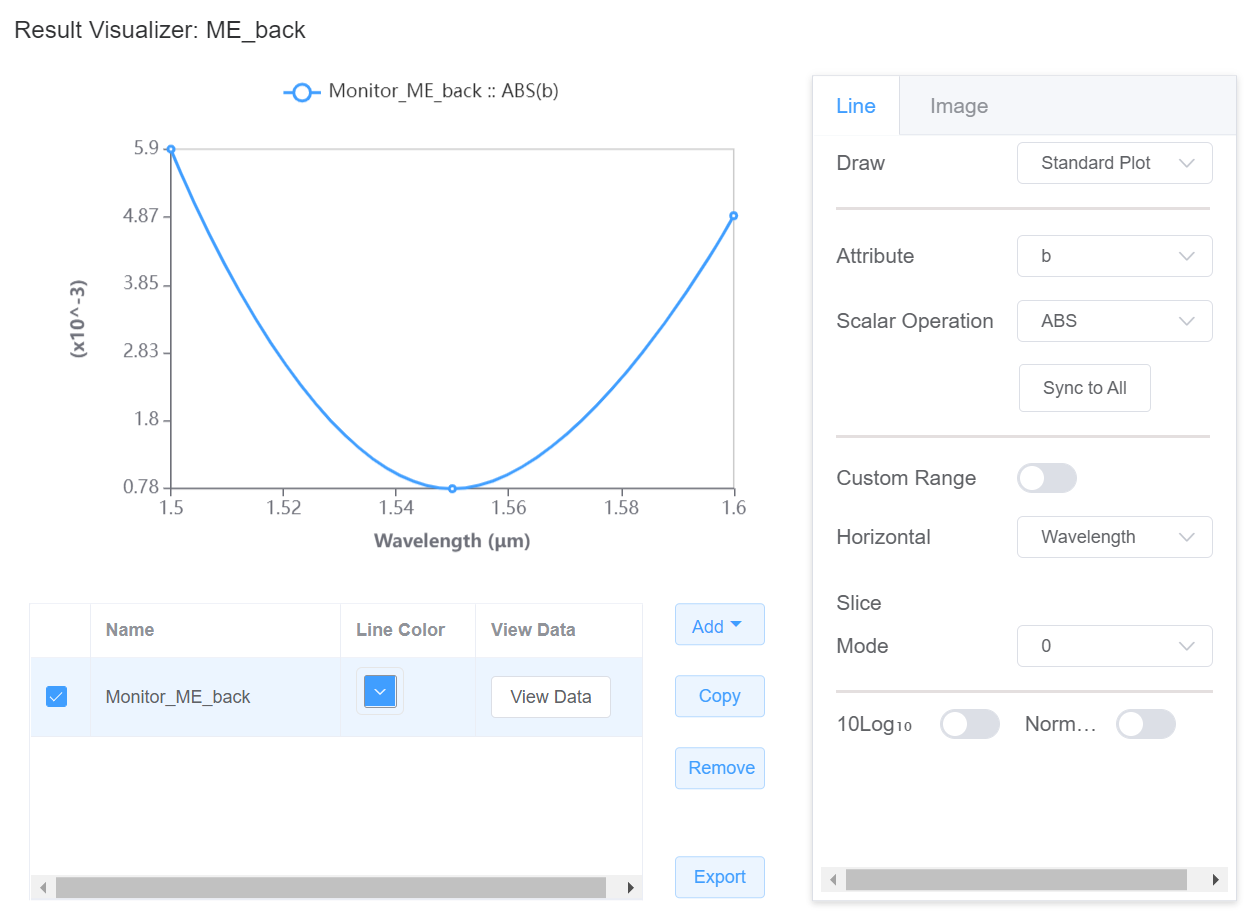 Result Visualizer: ME_back
Monitor_ME_back :: ABS(b)
5.9
4.87
3.85
2.83
1.8
0.78
(x10^-3)
1.5 1.52 1.54 1.56 1.58 1.6
Wavelength (μm)
Name Line Color View Data
Monitor_ME_back View Data
Add
Copy
Remove
Export
Line Image
Draw Standard Plot
Attribute b
Scalar Operation ABS
Sync to All
Custom Range
Horizontal Wavelength
Slice
Mode 0
10Log₁₀ Norm...